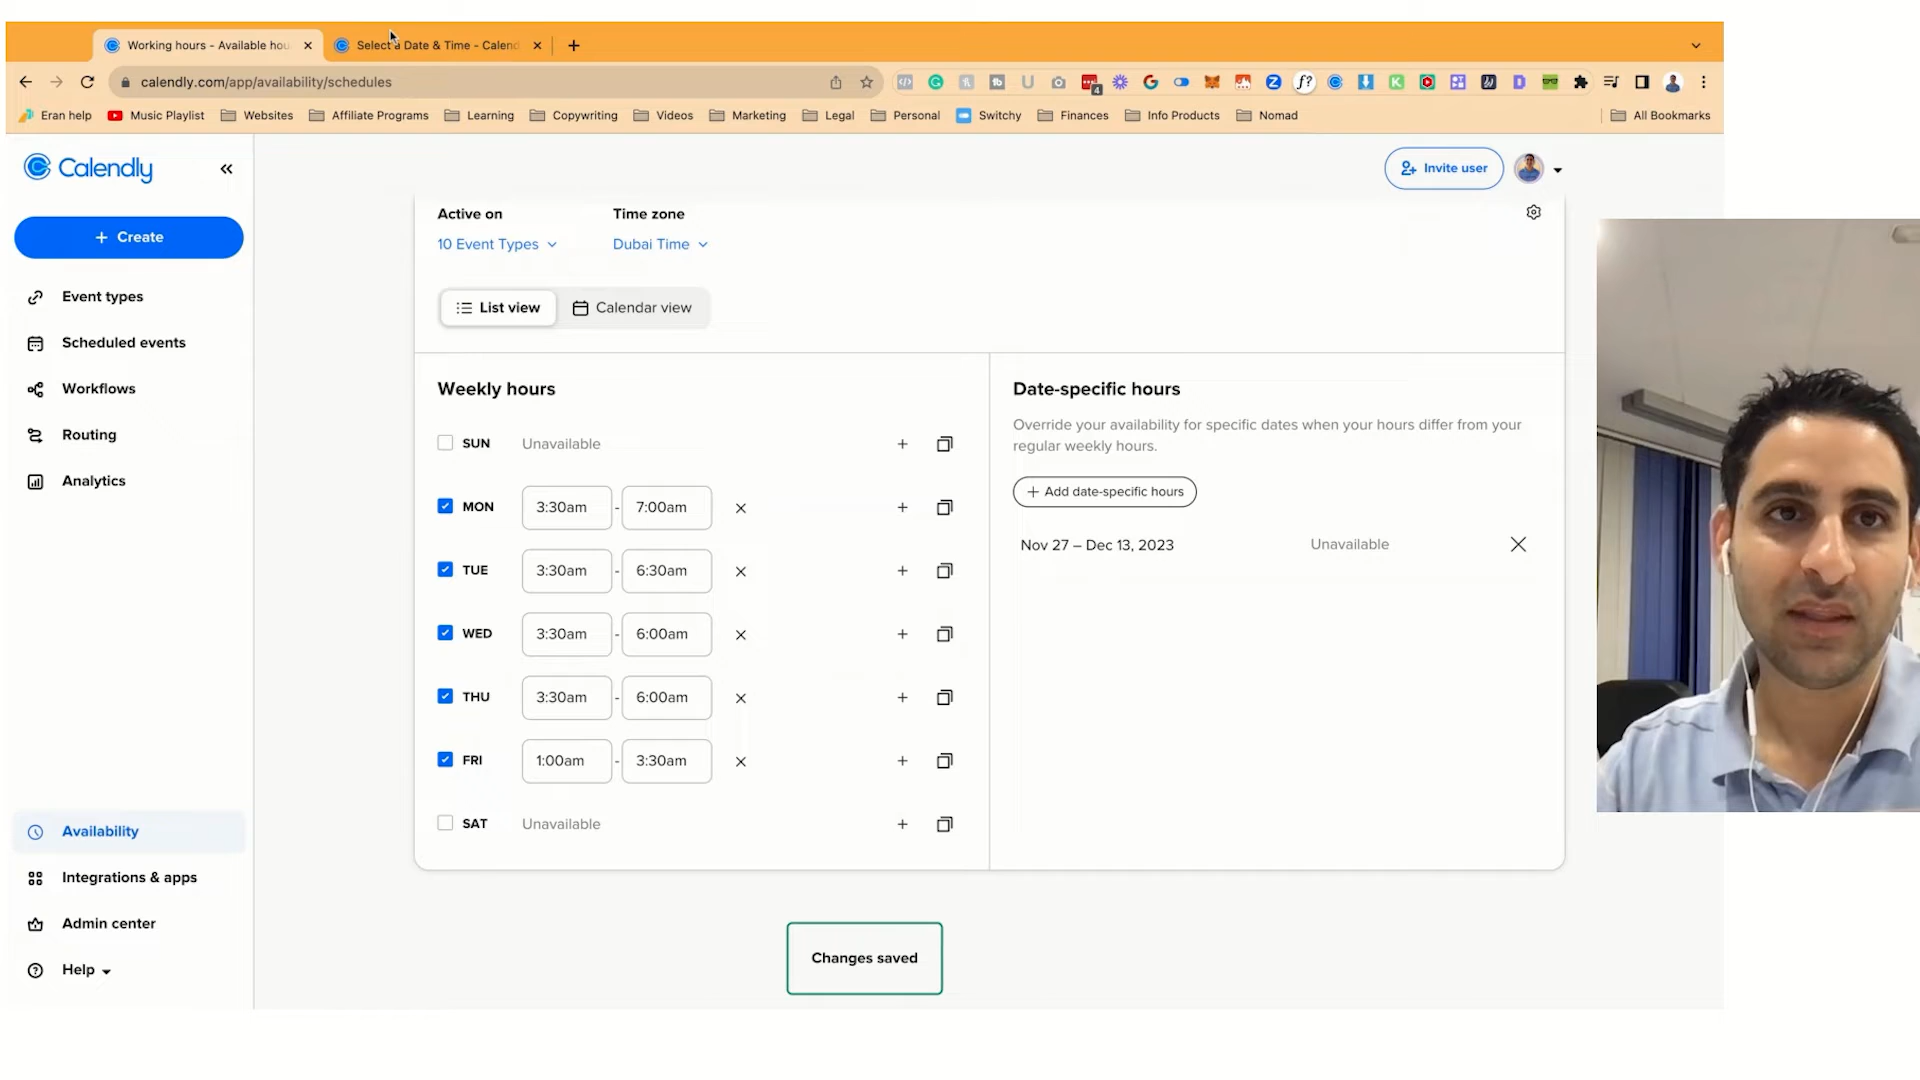 Working hours - Available hou
Select a Date & Time - Calend
calendly.com/app/availability/schedules
Eran help
Music Playlist
Websites
Affiliate Programs
Learning
Copywriting
Videos
Marketing
Legal
Personal
Switchy
Finances
Info Products
Nomad
All Bookmarks
Calendly
Invite user
+ Create
Event types
Scheduled events
Workflows
Routing
Analytics
Availability
Integrations & apps
Admin center
Help
Active on
Time zone
10 Event Types
Dubai Time
List view
Calendar view
Weekly hours
SUN Unavailable
MON 3:30am - 7:00am
TUE 3:30am - 6:30am
WED 3:30am - 6:00am
THU 3:30am - 6:00am
FRI 1:00am - 3:30am
SAT Unavailable
Date-specific hours
Override your availability for specific dates when your hours differ from your
regular weekly hours.
+ Add date-specific hours
Nov 27 – Dec 13, 2023 Unavailable
Changes saved